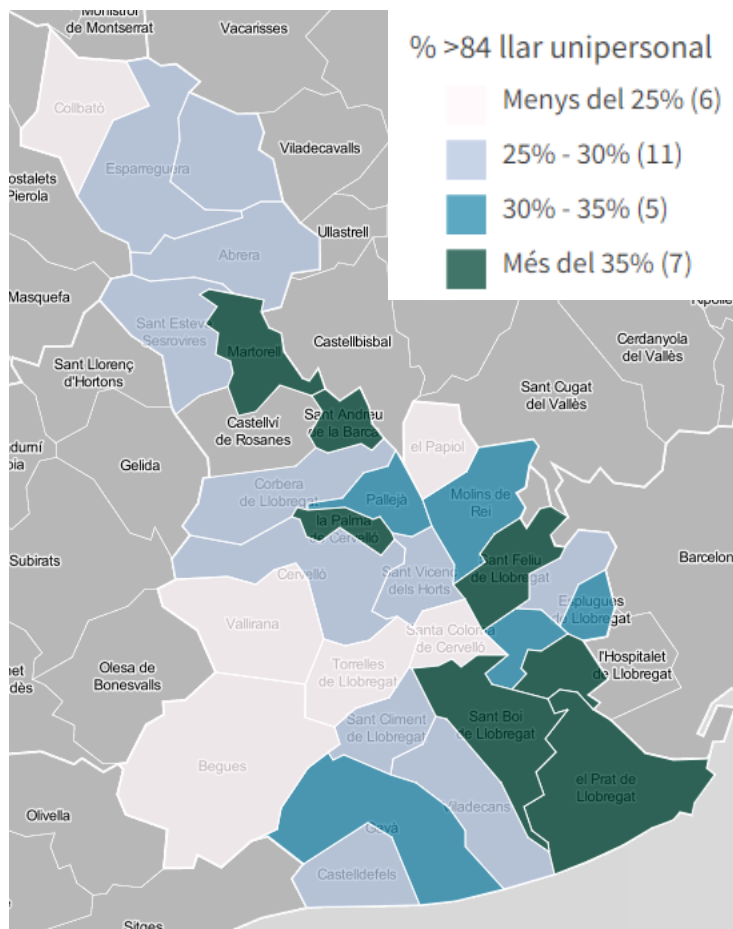 Monistrol
de Montserrat
Vacarisses
% >84 llar unipersonal
Menys del 25% (6)
25% - 30% (11)
30% - 35% (5)
Més del 35% (7)
Collbató
Viladecavalls
Esparreguera
Pierola
Ullastrell
Abrera
Masquefa
Sant Esteve
Sesrovires
Castellbisbal
Martorell
Cerdanyola
del Vallès
Sant Llorenç
d'Hortons
Sant Cugat
del Vallès
Sant Andreu
de la Barca
Castellví
de Rosanes
el Papiol
Gelida
Corbera
de Llobregat
Pallejà
Molins de
Rei
la Palma
de Cervelló
Subirats
Cervelló
Sant Vicenç
dels Horts
Sant Feliu
de Llobregat
Barcelon
Esplugues
de Llobregat
Vallirana
Santa Coloma
de Cervelló
Olesa de
Bonesvalls
Torrelles
de Llobregat
l'Hospitalet
de Llobregat
Sant Climent
de Llobregat
Sant Boi
de Llobregat
Begues
el Prat de
Llobregat
Olivella
Viladecans
Gavà
Castelldefels
Sitges